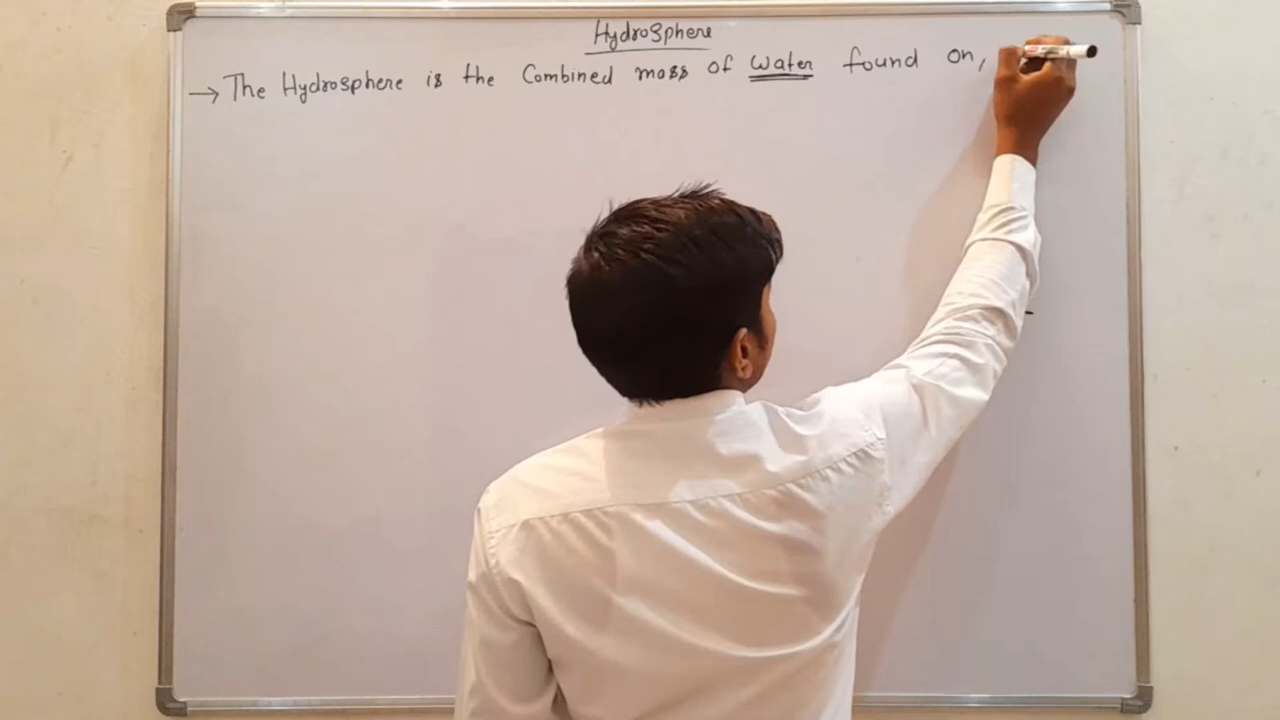 Hydrosphere
→ The Hydrosphere is the Combined mass of Water found on,